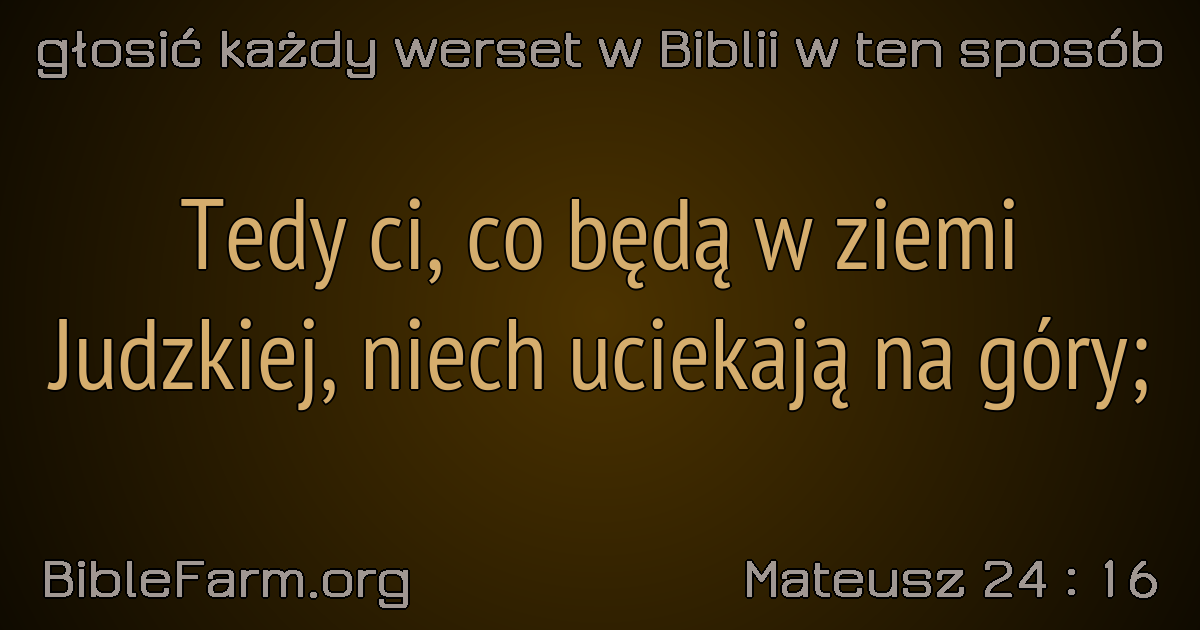 głosić każdy werset w Biblii w ten sposób
Tedy ci, co będą w ziemi
Judzkiej, niech uciekają na góry;
BibleFarm.org
Mateusz 24 : 16